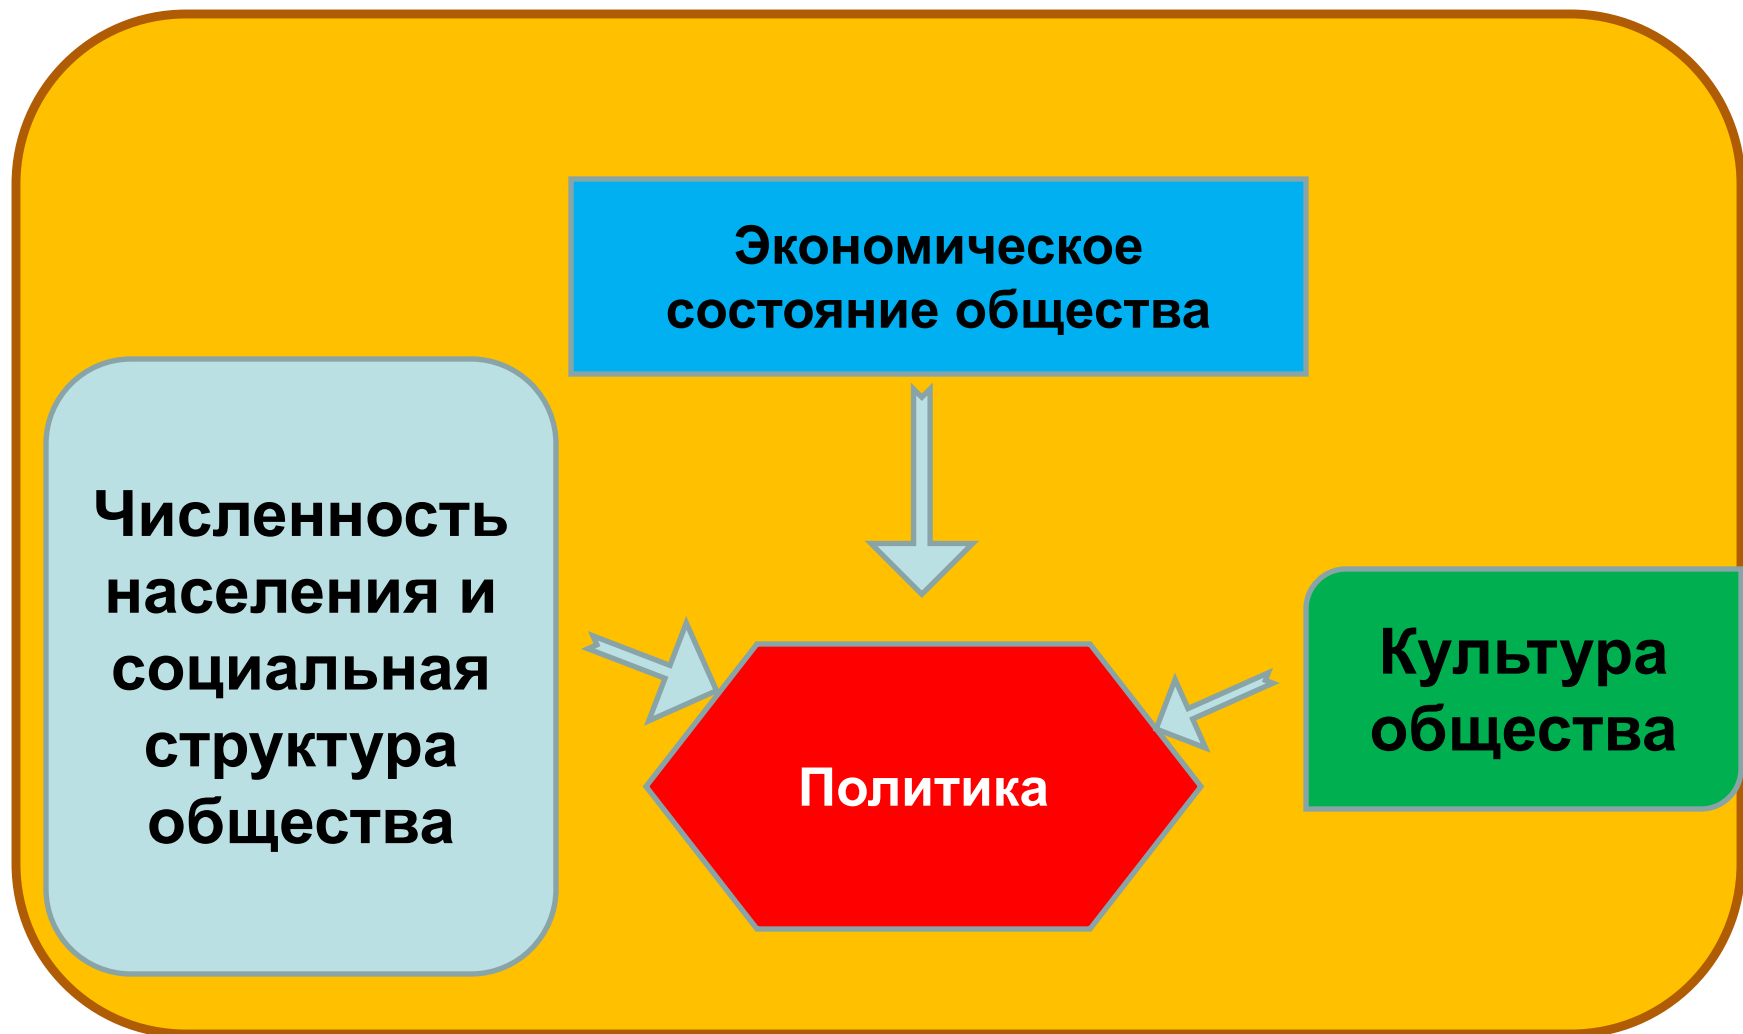 Экономическое
состояние общества
Численность
населения и
социальная
структура
общества
Культура
общества
Политика